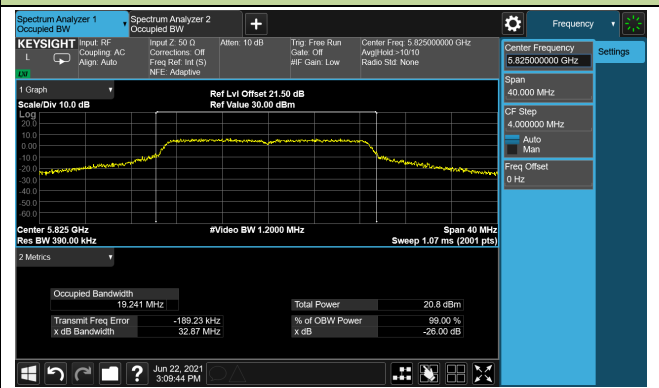 Spectrum Analyzer 1
Occupied BW
Spectrum Analyzer 2
Occupied BW
+
Frequency
KEYSIGHT
L
Input: RF
Coupling: AC
Align: Auto
Input Z: 50 Ω
Corrections: Off
Freq Ref: Int (S)
NFE: Adaptive
Atten: 10 dB
Trig: Free Run
Gate: Off
#IF Gain: Low
Center Freq: 5.825000000 GHz
Avg|Hold:>10/10
Radio Std: None
Center Frequency
5.825000000 GHz
Settings
Span
40.000 MHz
CF Step
4.000000 MHz
Auto
Man
Freq Offset
0 Hz
1 Graph
Scale/Div 10.0 dB
Ref Lvl Offset 21.50 dB
Ref Value 30.00 dBm
Log
20.0
10.0
0.00
-10.0
-20.0
-30.0
-40.0
-50.0
-60.0
Center 5.825 GHz
Res BW 390.00 kHz
#Video BW 1.2000 MHz
Span 40 MHz
Sweep 1.07 ms (2001 pts)
2 Metrics
Occupied Bandwidth
19.241 MHz
Total Power 20.8 dBm
Transmit Freq Error -189.23 kHz
% of OBW Power 99.00 %
x dB Bandwidth 32.87 MHz
x dB -26.00 dB
?
Jun 22, 2021
3:09:44 PM